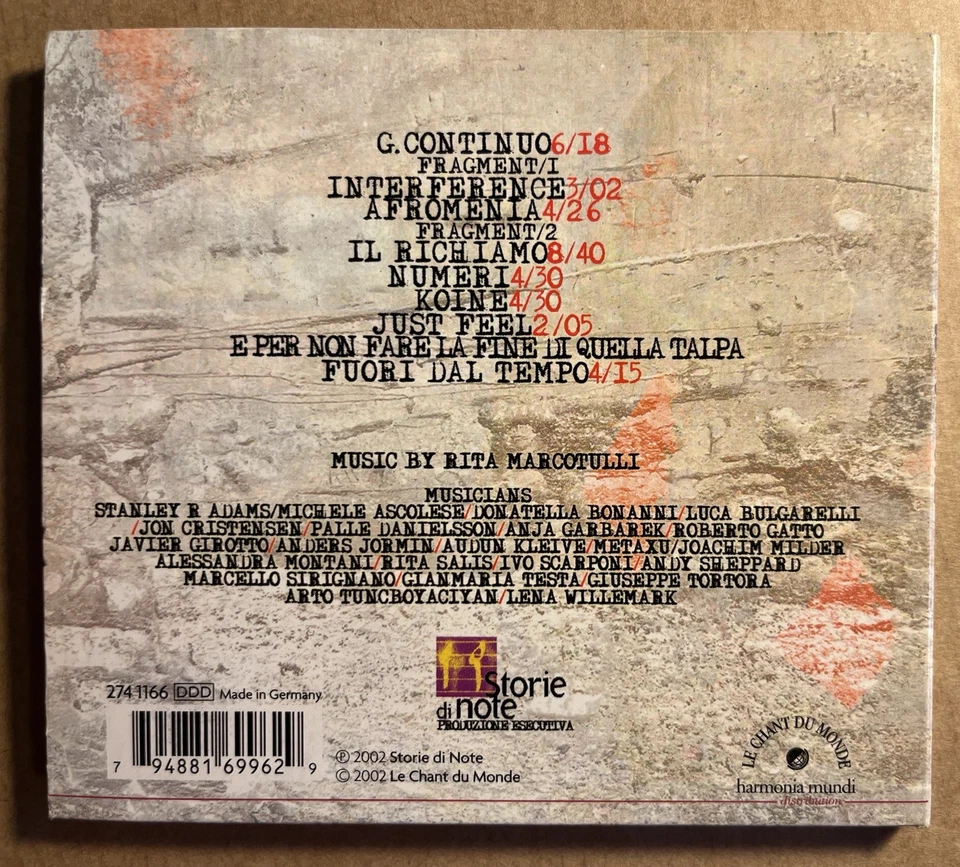 G.CONTINUO6/18
FRAGMENT/1
INTERFERENCE3/02
AFROMENIA4/26
FRAGMENT/2
IL RICHIAMO8/40
NUMERI4/30
KOINE4/30
JUST FEEL2/05
E PER NON FARE LA FINE DI QUELLA TALPA
FUORI DAL TEMPO4/15
MUSIC BY RITA MARCOTULLI
MUSICIANS
STANLEY R ADAMS/MICHELE ASCOLESE/DONATELLA BONANNI/LUCA BULGARELLI
/JON CRISTENSEN/PALLE DANIELSSON/ANJA GARBAREK/ROBERTO GATTO
JAVIER GIROTTO/ANDERS JORMIN/AUDUN KLEIVE/METAXU/JOACHIM MILDER
ALESSANDRA MONTANI/RITA SALIS/IVO SCARPONI/ANDY SHEPPARD
MARCELLO SIRIGNANO/GIANMARIA TESTA/GIUSEPPE TORTORA
ARTO TUNCBOYACIYAN/LENA WILLEMARK
Storie
di note
PRODUZIONE ESECUTIVA
274 1166 DDD Made in Germany
7 94881 69962 9
℗ 2002 Storie di Note
© 2002 Le Chant du Monde
LE CHANT DU MONDE
harmonia mundi
distribution